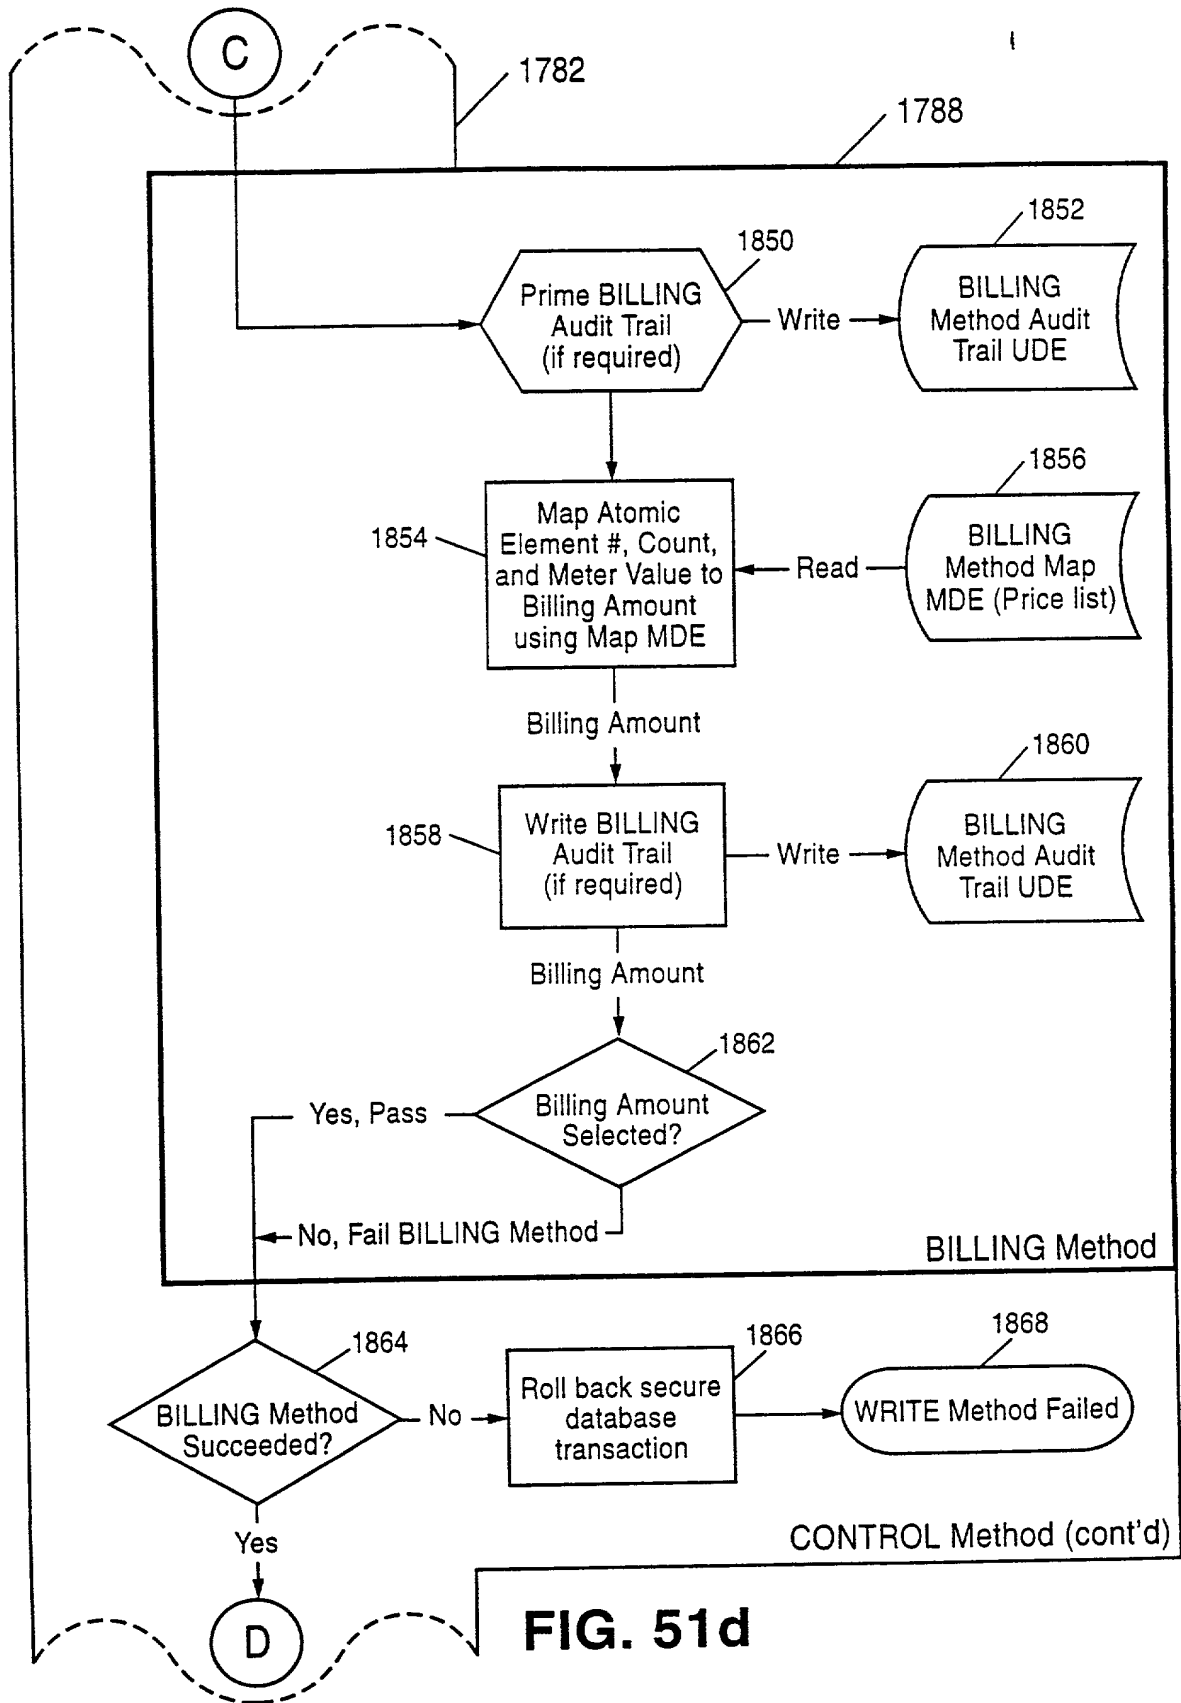 C
1782
1788
1852
1850
Prime BILLING
Audit Trail
(if required)
Write
BILLING
Method Audit
Trail UDE
1856
1854
Map Atomic
Element #, Count,
and Meter Value to
Billing Amount
using Map MDE
Read
BILLING
Method Map
MDE (Price list)
Billing Amount
1860
1858
Write BILLING
Audit Trail
(if required)
Write
BILLING
Method Audit
Trail UDE
Billing Amount
1862
Yes, Pass
Billing Amount
Selected?
No, Fail BILLING Method
BILLING Method
1864
1866
1868
BILLING Method
Succeeded?
No
Roll back secure
database
transaction
WRITE Method Failed
Yes
CONTROL Method (cont'd)
D
FIG. 51d